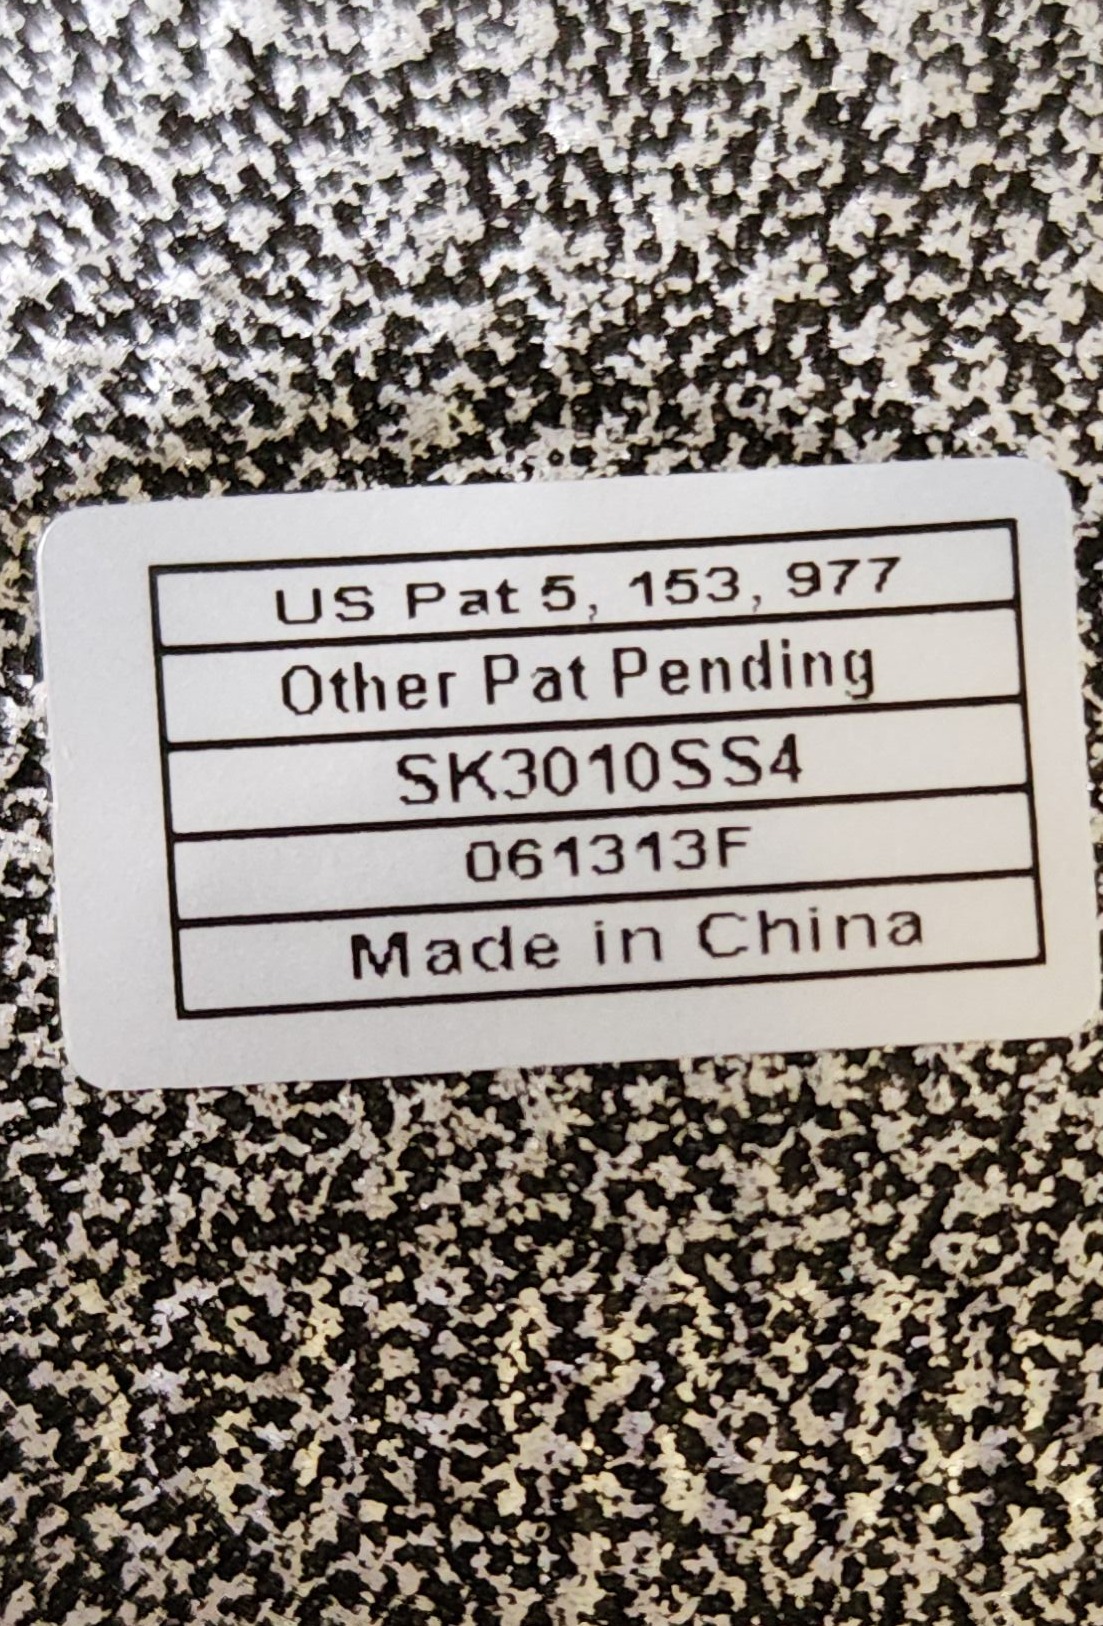 US Pat 5, 153, 977
Other Pat Pending
SK3010SS4
061313F
Made in China